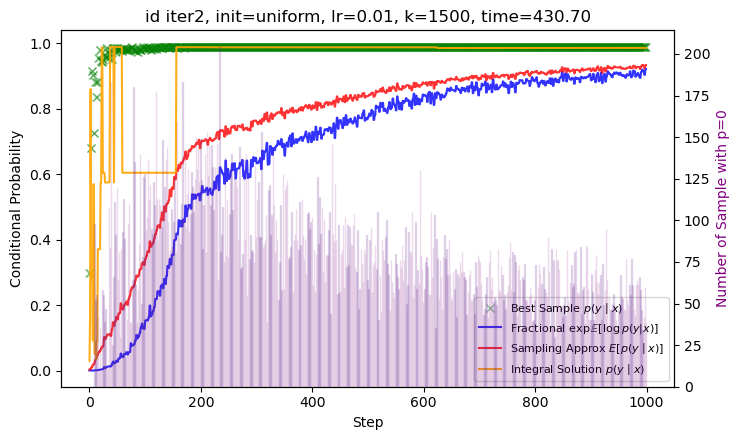 id iter2, init=uniform, lr=0.01, k=1500, time=430.70
Conditional Probability
1.0
0.8
0.6
0.4
0.2
0.0
200
175
150
125
100
75
50
25
0
Number of Sample with p=0
Best Sample p(y | x)
Fractional exp 𝔼[log p(y|x)]
Sampling Approx E[p(y | x)]
Integral Solution p(y | x)
0 200 400 600 800 1000
Step